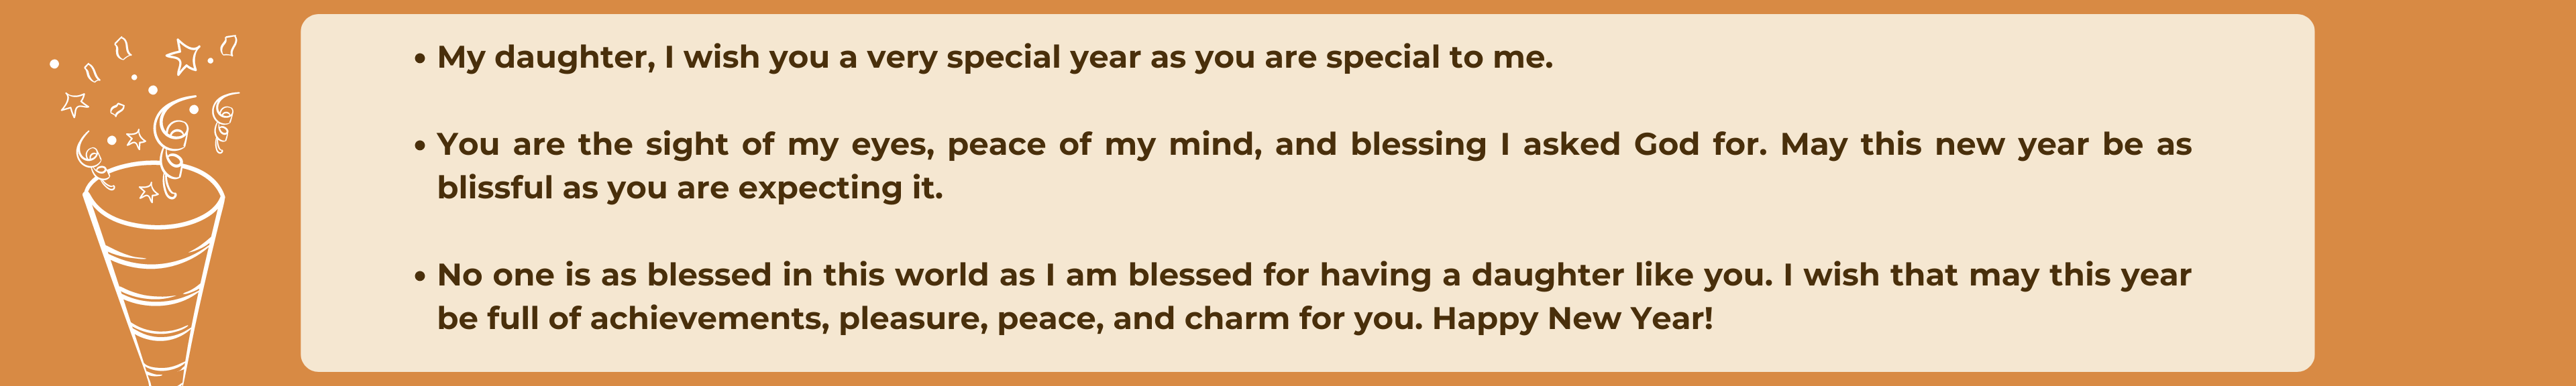 • My daughter, I wish you a very special year as you are special to me.
• You are the sight of my eyes, peace of my mind, and blessing I asked God for. May this new year be as
blissful as you are expecting it.
• No one is as blessed in this world as I am blessed for having a daughter like you. I wish that may this year
be full of achievements, pleasure, peace, and charm for you. Happy New Year!